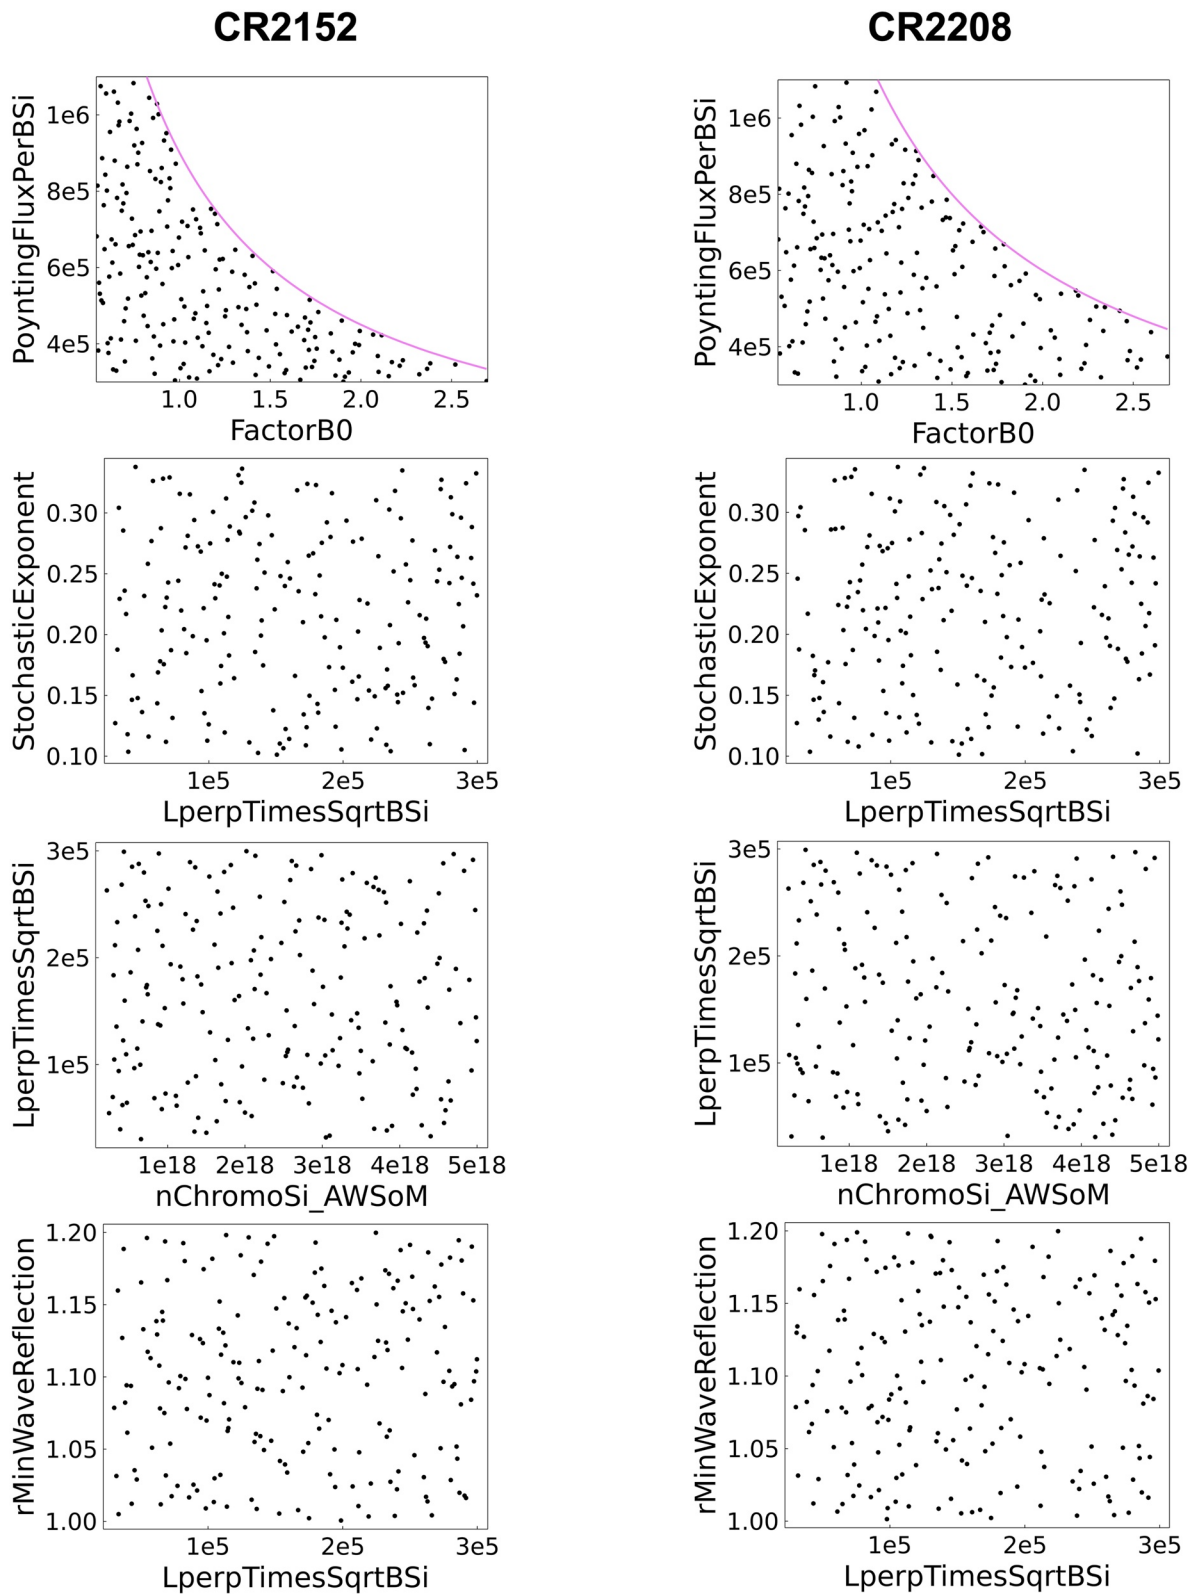 CR2152
CR2208
PoyntingFluxPerBSi
1e6
8e5
6e5
4e5
1.0 1.5 2.0 2.5
FactorB0
PoyntingFluxPerBSi
1e6
8e5
6e5
4e5
1.0 1.5 2.0 2.5
FactorB0
StochasticExponent
0.30
0.25
0.20
0.15
0.10
1e5 2e5 3e5
LperpTimesSqrtBSi
StochasticExponent
0.30
0.25
0.20
0.15
0.10
1e5 2e5 3e5
LperpTimesSqrtBSi
LperpTimesSqrtBSi
3e5
2e5
1e5
1e18 2e18 3e18 4e18 5e18
nChromoSi_AWSoM
LperpTimesSqrtBSi
3e5
2e5
1e5
1e18 2e18 3e18 4e18 5e18
nChromoSi_AWSoM
rMinWaveReflection
1.20
1.15
1.10
1.05
1.00
1e5 2e5 3e5
LperpTimesSqrtBSi
rMinWaveReflection
1.20
1.15
1.10
1.05
1.00
1e5 2e5 3e5
LperpTimesSqrtBSi